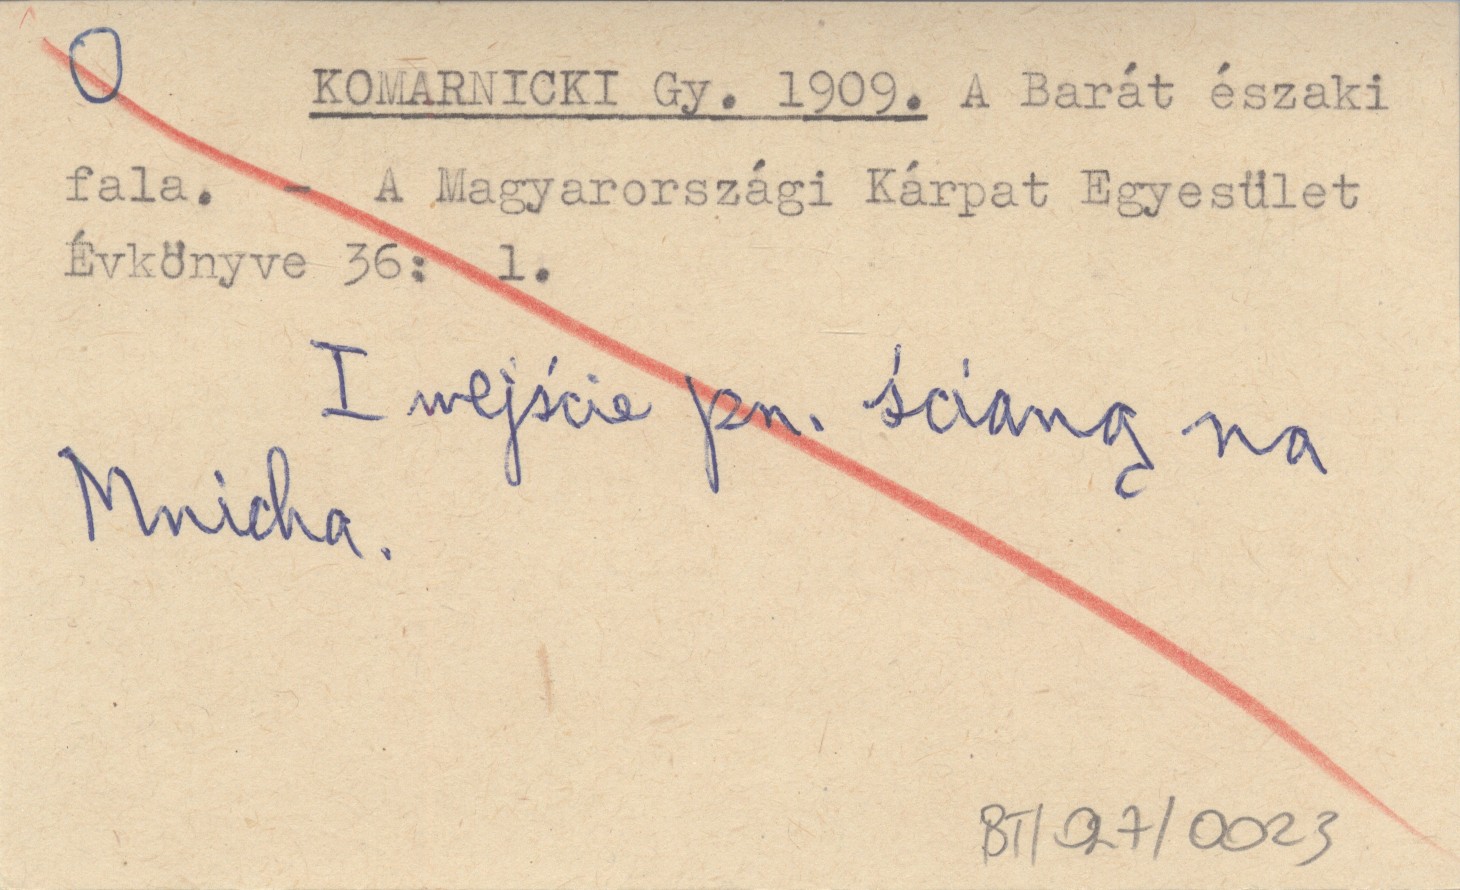 KOMARNICKI Gy. 1909. A Barát északi
fala. - A Magyarországi Kárpat Egyesület
Évkönyve 36: 1.
I wejście pn. ścianą na
Mnicha.
BT/027/0023